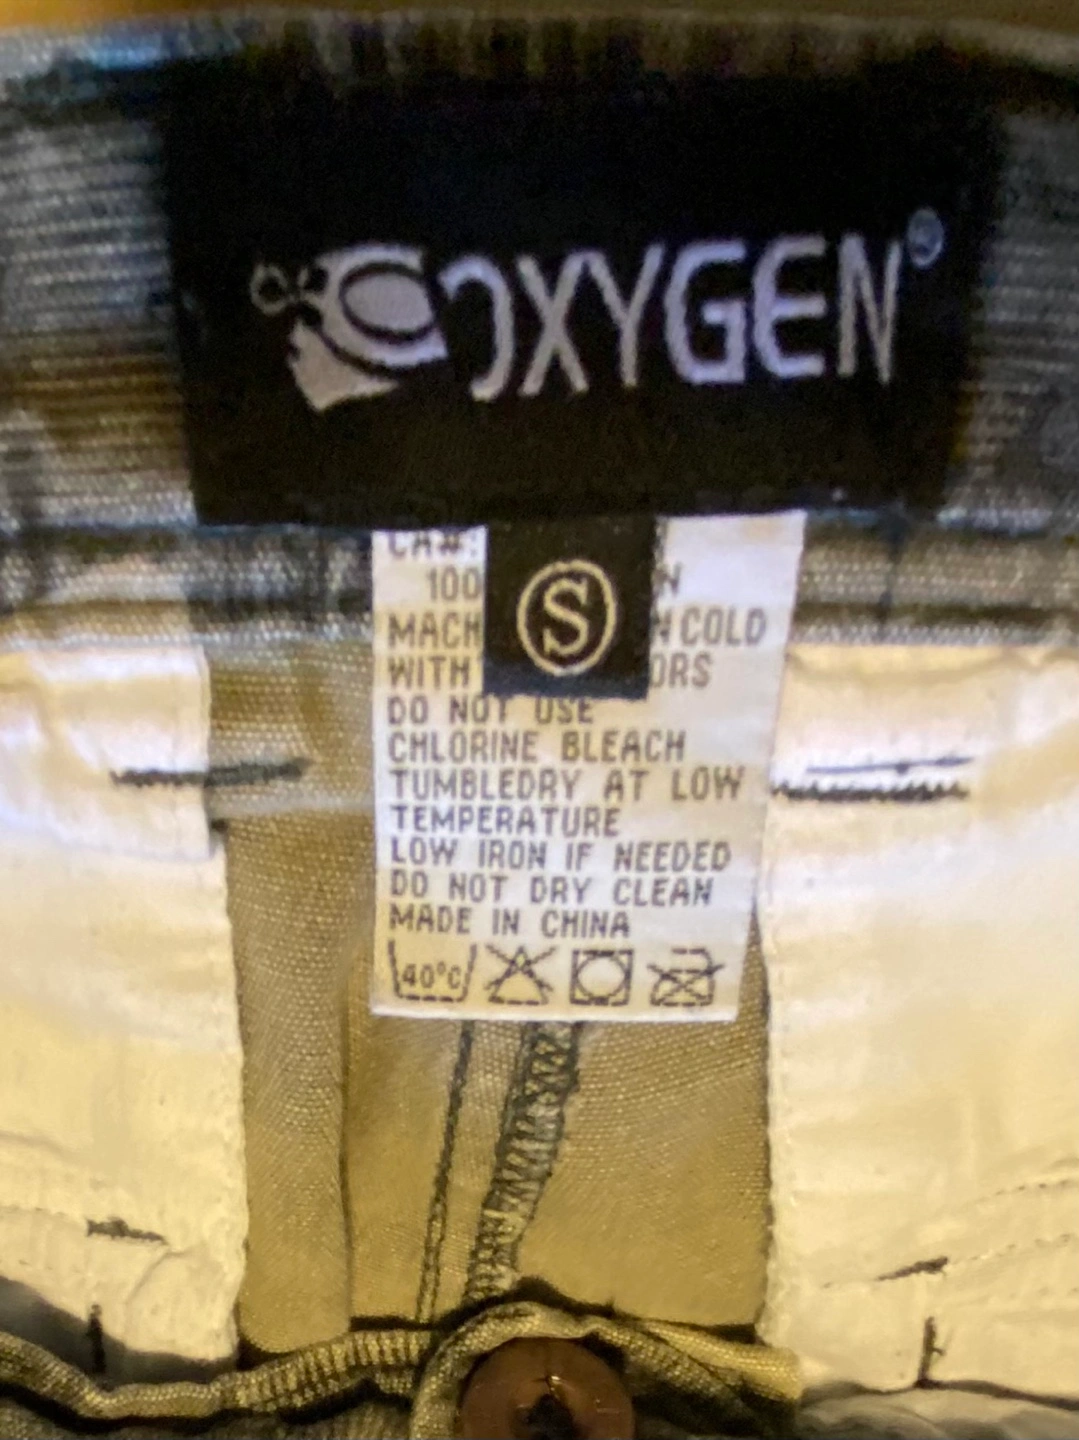 OXYGEN®
S
CA#:
100 N
MACH N COLD
WITH ORS
DO NOT USE
CHLORINE BLEACH
TUMBLEDRY AT LOW
TEMPERATURE
LOW IRON IF NEEDED
DO NOT DRY CLEAN
MADE IN CHINA
40°C